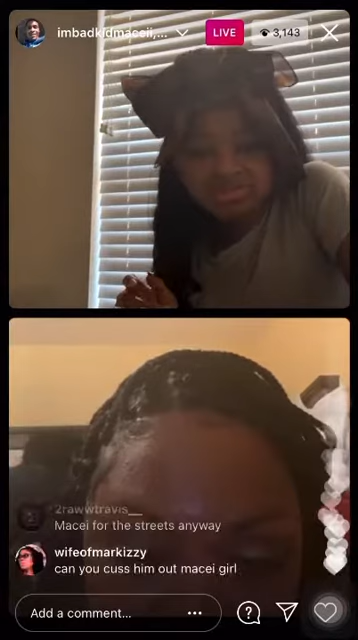 imbadkidmaceii,...
LIVE
3,143
2rawwtravis__
Macei for the streets anyway
wifeofmarkizzy
can you cuss him out macei girl
Add a comment...